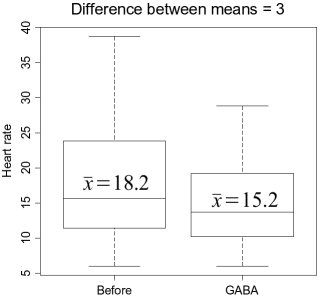 Difference between means = 3
40
35
30
25
20
15
10
5
Heart rate
x̄=18.2
x̄=15.2
Before
GABA